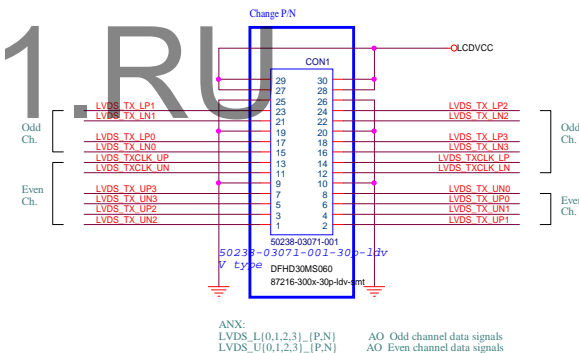 Change P/N
1.RU
LCDVCC
CON1
29 30
27 28
25 26
LVDS_TX_LP1 23 24 LVDS_TX_LP2
LVDS_TX_LN1 21 22 LVDS_TX_LN2
Odd Ch. 19 20 Odd Ch.
LVDS_TX_LP0 17 18 LVDS_TX_LP3
LVDS_TX_LN0 15 16 LVDS_TX_LN3
LVDS_TXCLK_UP 13 14 LVDS_TXCLK_LP
LVDS_TXCLK_UN 11 12 LVDS_TXCLK_LN
9 10
Even Ch. LVDS_TX_UP3 7 8 LVDS_TX_UN0 Even Ch.
LVDS_TX_UN3 5 6 LVDS_TX_UP0
LVDS_TX_UP2 3 4 LVDS_TX_UN1
LVDS_TX_UN2 1 2 LVDS_TX_UP1
50238-03071-001
50238-03071-001-30p-ldv
V type DFHD30MS060
87216-300x-30p-ldv-smt
ANX:
LVDS_L{0,1,2,3}_{P,N} AO Odd channel data signals
LVDS_U{0,1,2,3}_{P,N} AO Even channel data signals